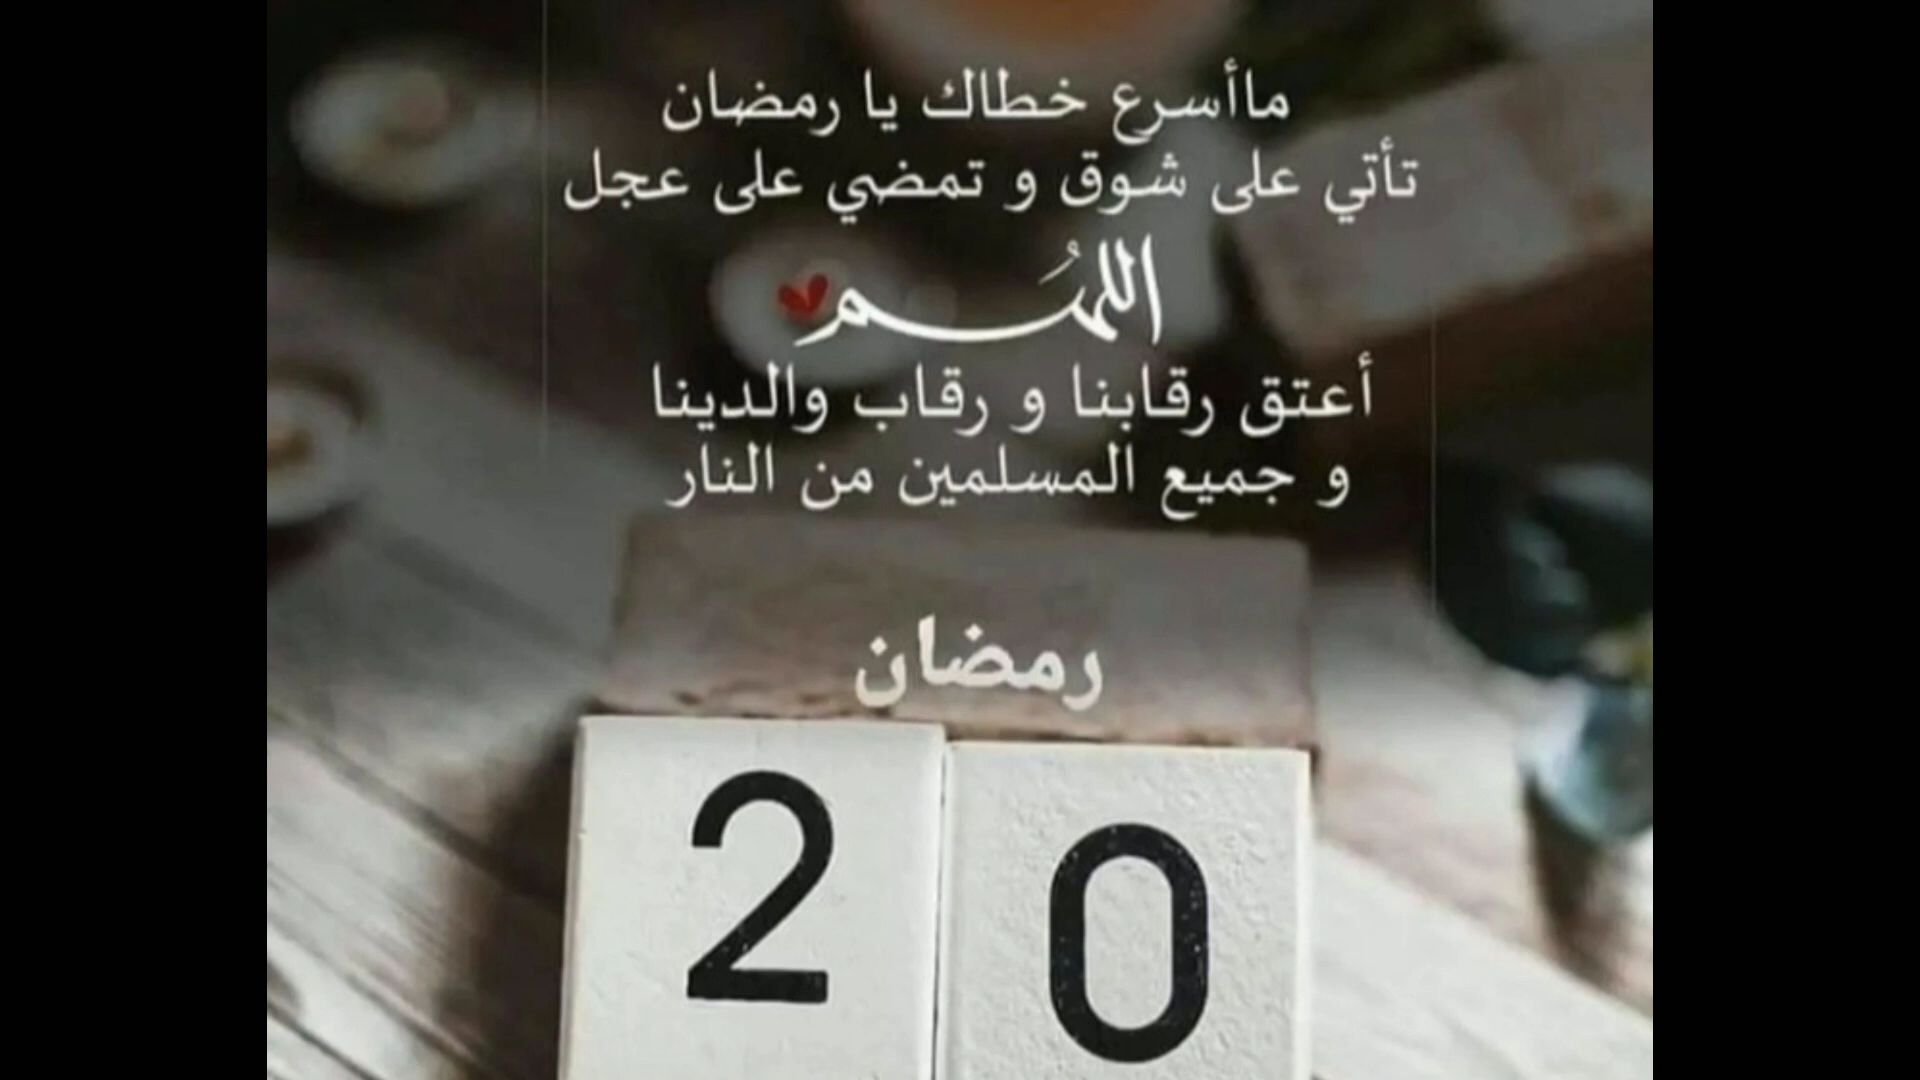 ماأسرع خطاك يا رمضان
تأتي على شوق و تمضي على عجل
اللهُم
أعتق رقابنا و رقاب والدينا
و جميع المسلمين من النار
رمضان
20